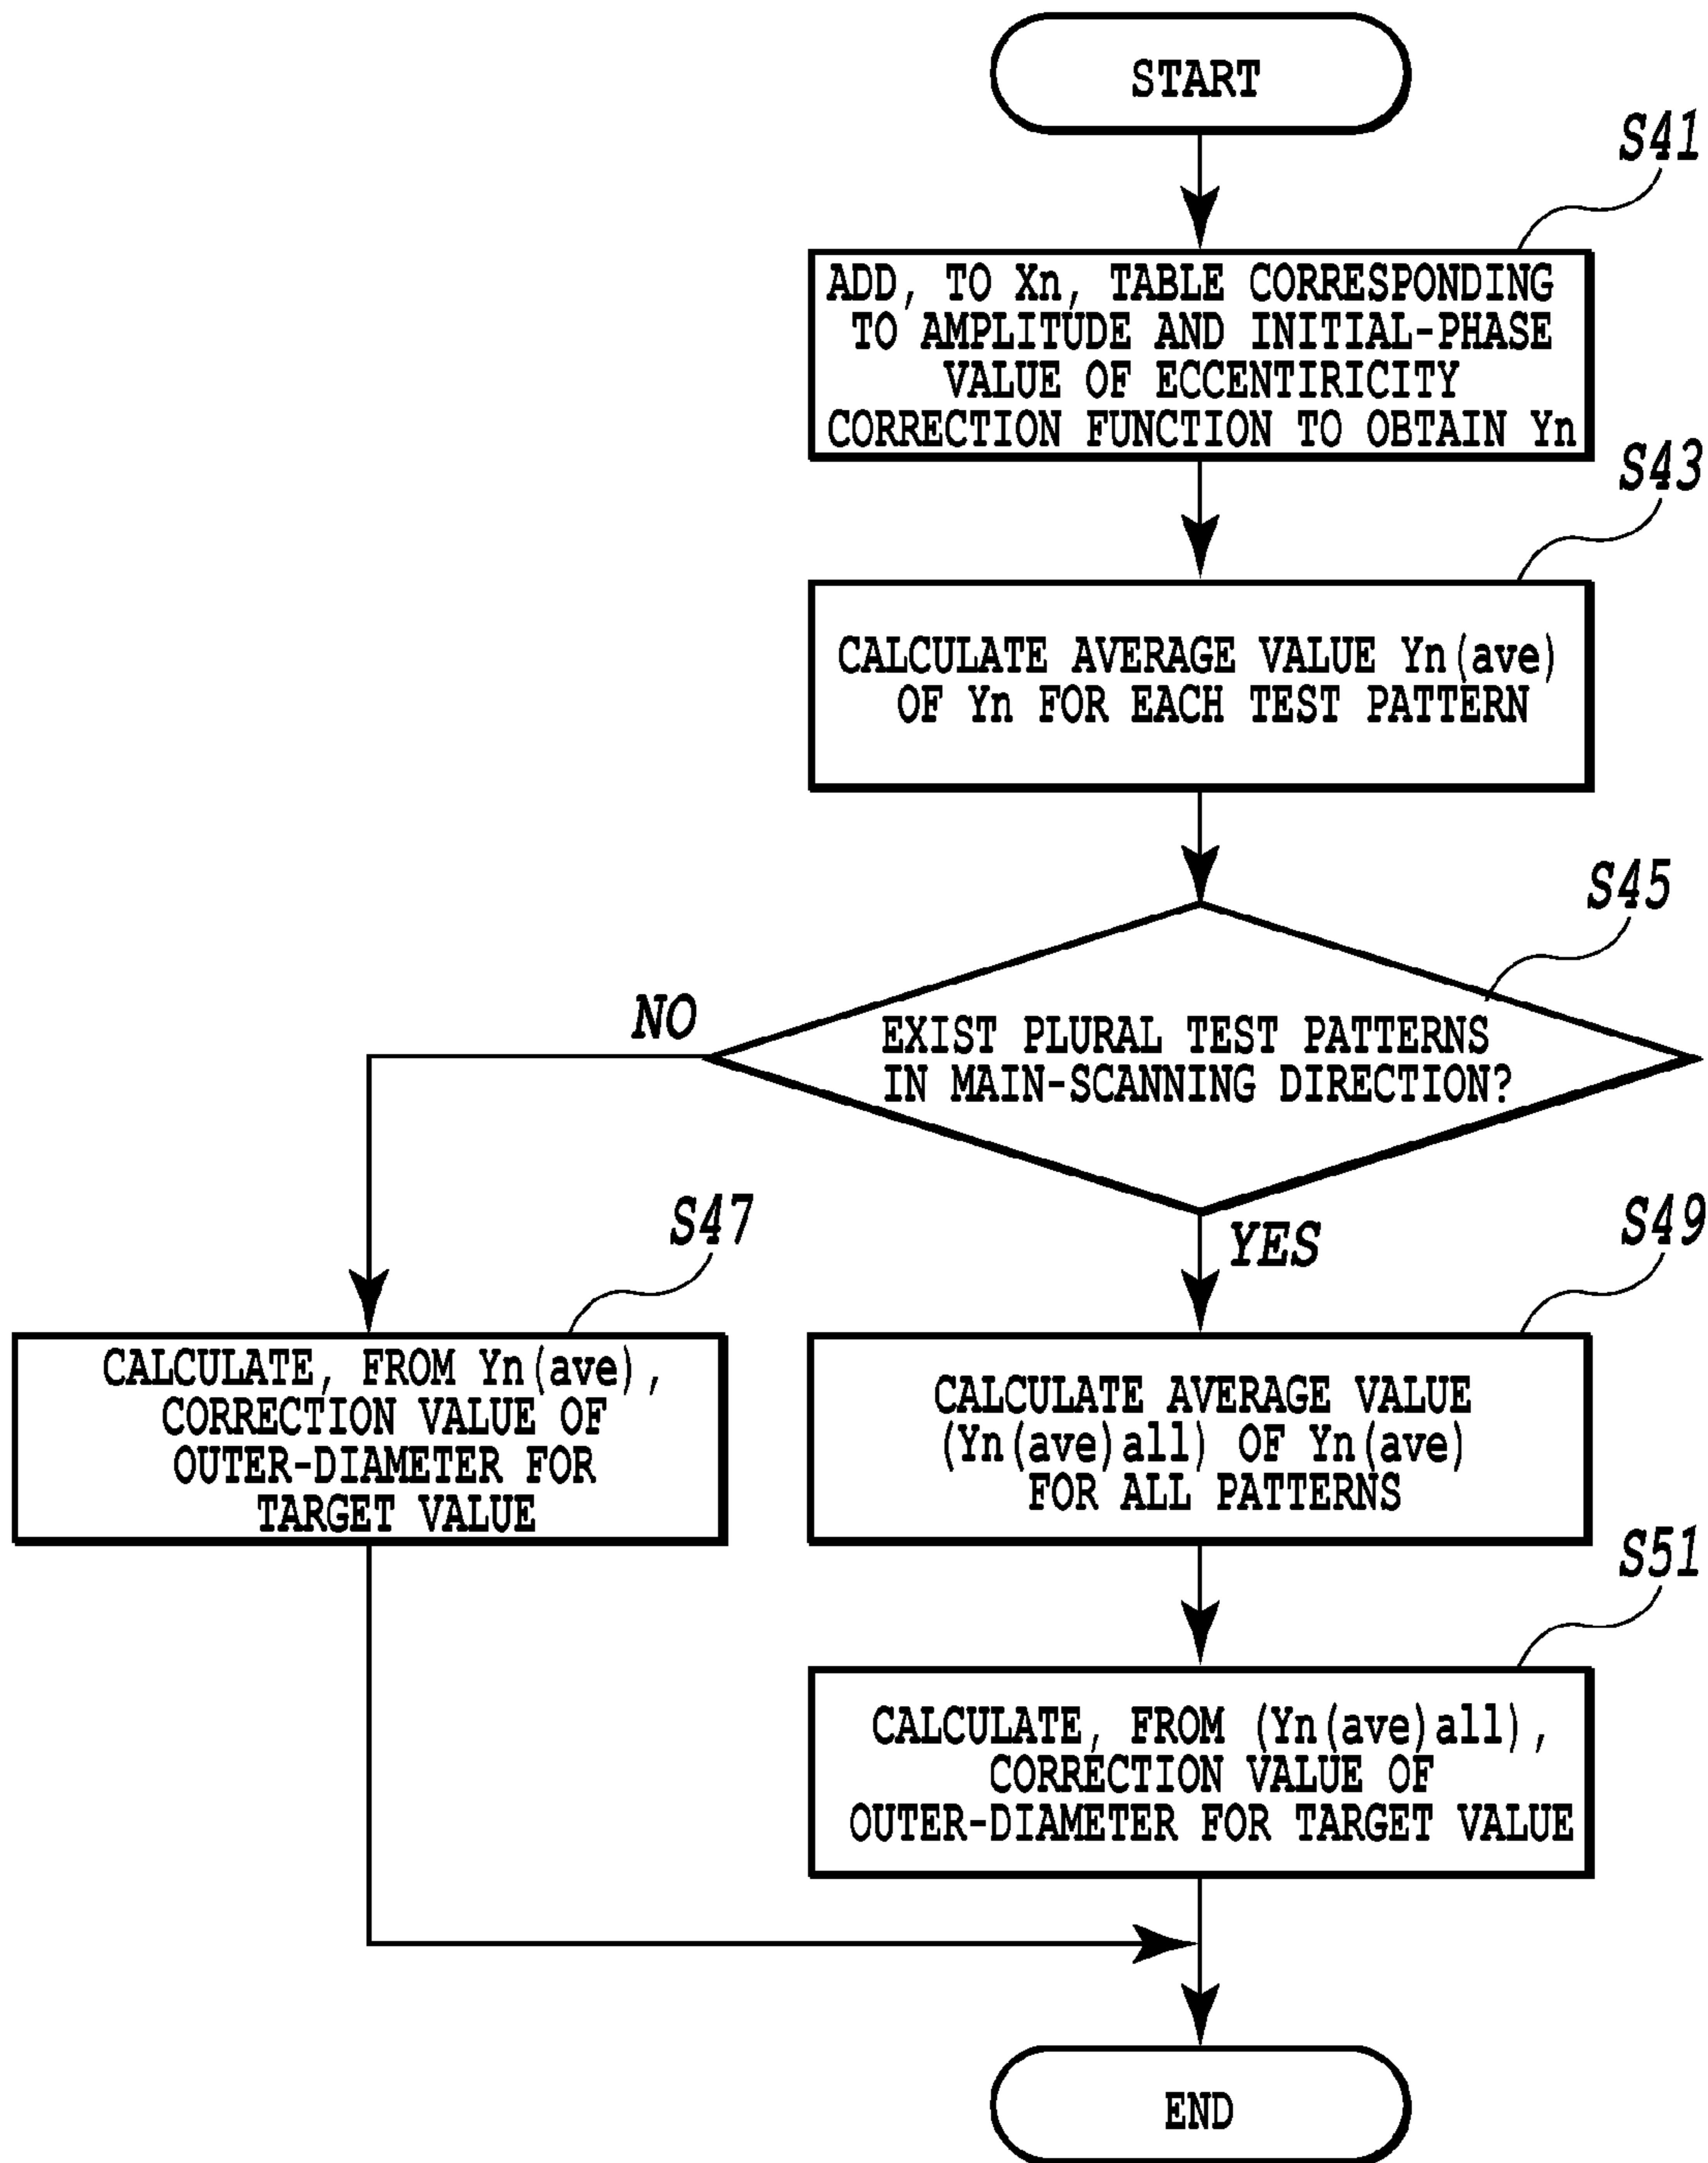 START
S41
ADD, TO Xn, TABLE CORRESPONDING
TO AMPLITUDE AND INITIAL-PHASE
VALUE OF ECCENTIRICITY
CORRECTION FUNCTION TO OBTAIN Yn
S43
CALCULATE AVERAGE VALUE Yn(ave)
OF Yn FOR EACH TEST PATTERN
S45
NO
EXIST PLURAL TEST PATTERNS
IN MAIN-SCANNING DIRECTION?
YES
S47
CALCULATE, FROM Yn(ave),
CORRECTION VALUE OF
OUTER-DIAMETER FOR
TARGET VALUE
S49
CALCULATE AVERAGE VALUE
(Yn(ave)all) OF Yn(ave)
FOR ALL PATTERNS
S51
CALCULATE, FROM (Yn(ave)all),
CORRECTION VALUE OF
OUTER-DIAMETER FOR TARGET VALUE
END